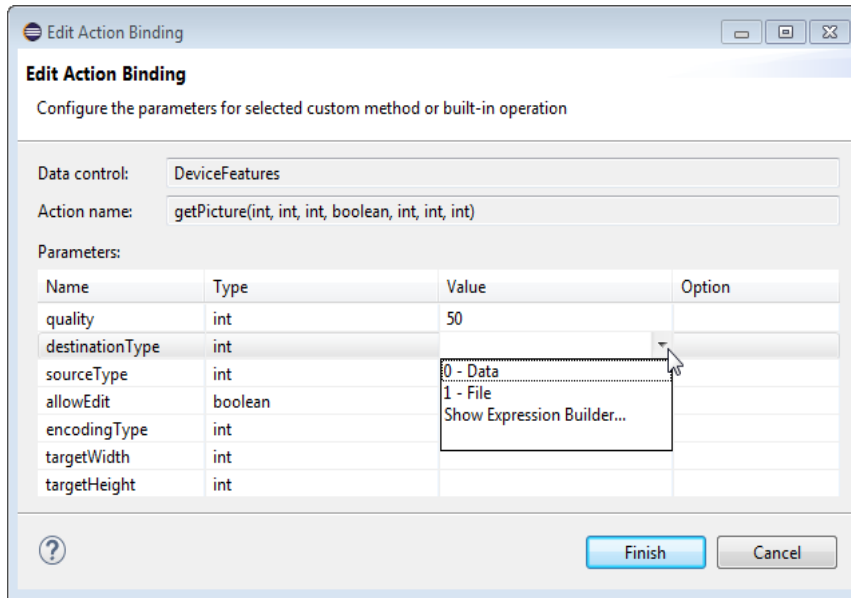 Edit Action Binding
Edit Action Binding
Configure the parameters for selected custom method or built-in operation
Data control: DeviceFeatures
Action name: getPicture(int, int, int, boolean, int, int, int)
Parameters:
Name Type Value Option
quality int 50
destinationType int
sourceType int 0 - Data
allowEdit boolean 1 - File
encodingType int Show Expression Builder...
targetWidth int
targetHeight int
? Finish Cancel